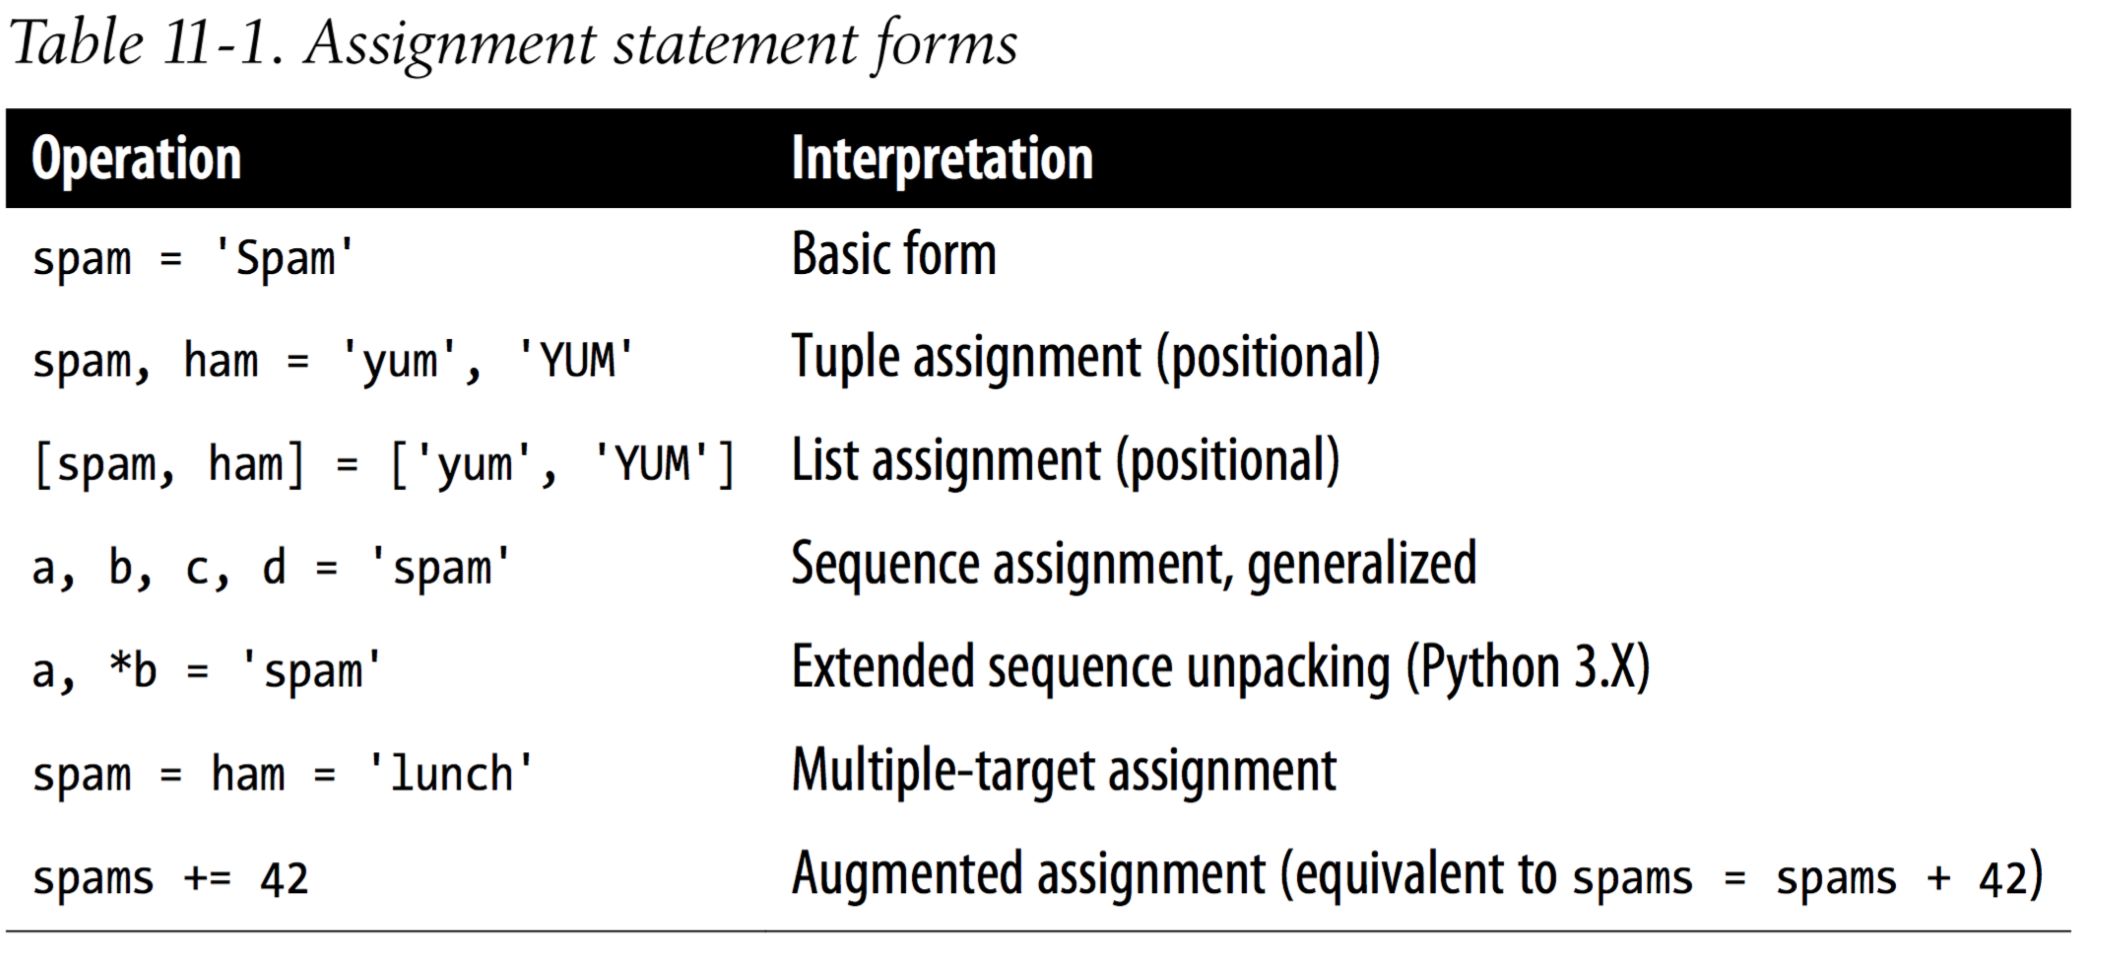 Table 11-1. Assignment statement forms
Operation Interpretation
spam = 'Spam' Basic form
spam, ham = 'yum', 'YUM' Tuple assignment (positional)
[spam, ham] = ['yum', 'YUM'] List assignment (positional)
a, b, c, d = 'spam' Sequence assignment, generalized
a, *b = 'spam' Extended sequence unpacking (Python 3.X)
spam = ham = 'lunch' Multiple-target assignment
spams += 42 Augmented assignment (equivalent to spams = spams + 42)